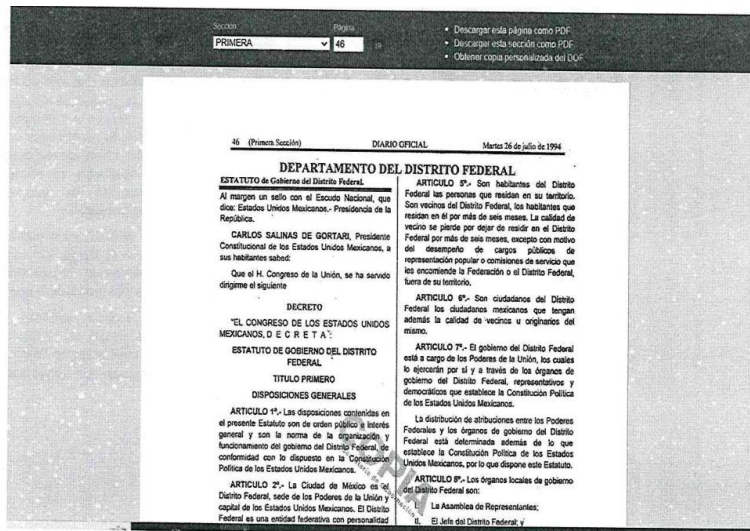 Sección
Página
PRIMERA
46
• Descargar esta página como PDF
• Descargar esta sección como PDF
• Obtener copia personalizada del DOF
46 (Primera Sección)
DIARIO OFICIAL
Martes 26 de julio de 1994
DEPARTAMENTO DEL DISTRITO FEDERAL
ESTATUTO de Gobierno del Distrito Federal.
Al margen un sello con el Escudo Nacional, que
dice: Estados Unidos Mexicanos.- Presidencia de la
República.
CARLOS SALINAS DE GORTARI, Presidente
Constitucional de los Estados Unidos Mexicanos, a
sus habitantes sabed:
Que el H. Congreso de la Unión, se ha servido
dirigirme el siguiente
DECRETO
"EL CONGRESO DE LOS ESTADOS UNIDOS
MEXICANOS, D E C R E T A :
ESTATUTO DE GOBIERNO DEL DISTRITO
FEDERAL
TITULO PRIMERO
DISPOSICIONES GENERALES
ARTICULO 1º.- Las disposiciones contenidas en
el presente Estatuto son de orden público e interés
general y son la norma de la organización y
funcionamiento del gobierno del Distrito Federal, de
conformidad con lo dispuesto en la Constitución
Política de los Estados Unidos Mexicanos.
ARTICULO 2º.- La Ciudad de México es el
Distrito Federal, sede de los Poderes de la Unión y
capital de los Estados Unidos Mexicanos. El Distrito
Federal es una entidad federativa con personalidad
ARTICULO 5º.- Son habitantes del Distrito
Federal las personas que residan en su territorio.
Son vecinos del Distrito Federal, los habitantes que
residan en él por más de seis meses. La calidad de
vecino se pierde por dejar de residir en el Distrito
Federal por más de seis meses, excepto con motivo
del desempeño de cargos públicos de
representación popular o comisiones de servicio que
les encomiende la Federación o el Distrito Federal,
fuera de su territorio.
ARTICULO 6º.- Son ciudadanos del Distrito
Federal los ciudadanos mexicanos que tengan
además la calidad de vecinos u originarios del
mismo.
ARTICULO 7º.- El gobierno del Distrito Federal
está a cargo de los Poderes de la Unión, los cuales
lo ejercerán por sí y a través de los órganos de
gobierno del Distrito Federal, representativos y
democráticos que establece la Constitución Política
de los Estados Unidos Mexicanos.
La distribución de atribuciones entre los Poderes
Federales y los órganos de gobierno del Distrito
Federal está determinada además de lo que
establece la Constitución Política de los Estados
Unidos Mexicanos, por lo que dispone este Estatuto.
ARTICULO 8º.- Los órganos locales de gobierno
del Distrito Federal son:
La Asamblea de Representantes;
II. El Jefe del Distrito Federal; y
COPIA